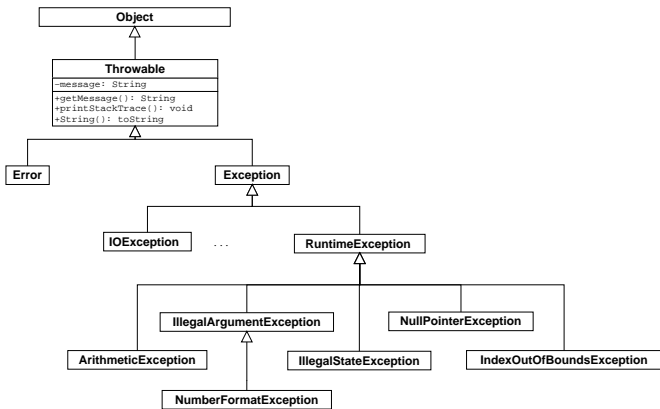 Object
Throwable
-message: String
+getMessage(): String
+printStackTrace(): void
+String(): toString
Error
Exception
IOException
...
RuntimeException
IllegalArgumentException
NullPointerException
ArithmeticException
IllegalStateException
IndexOutOfBoundsException
NumberFormatException